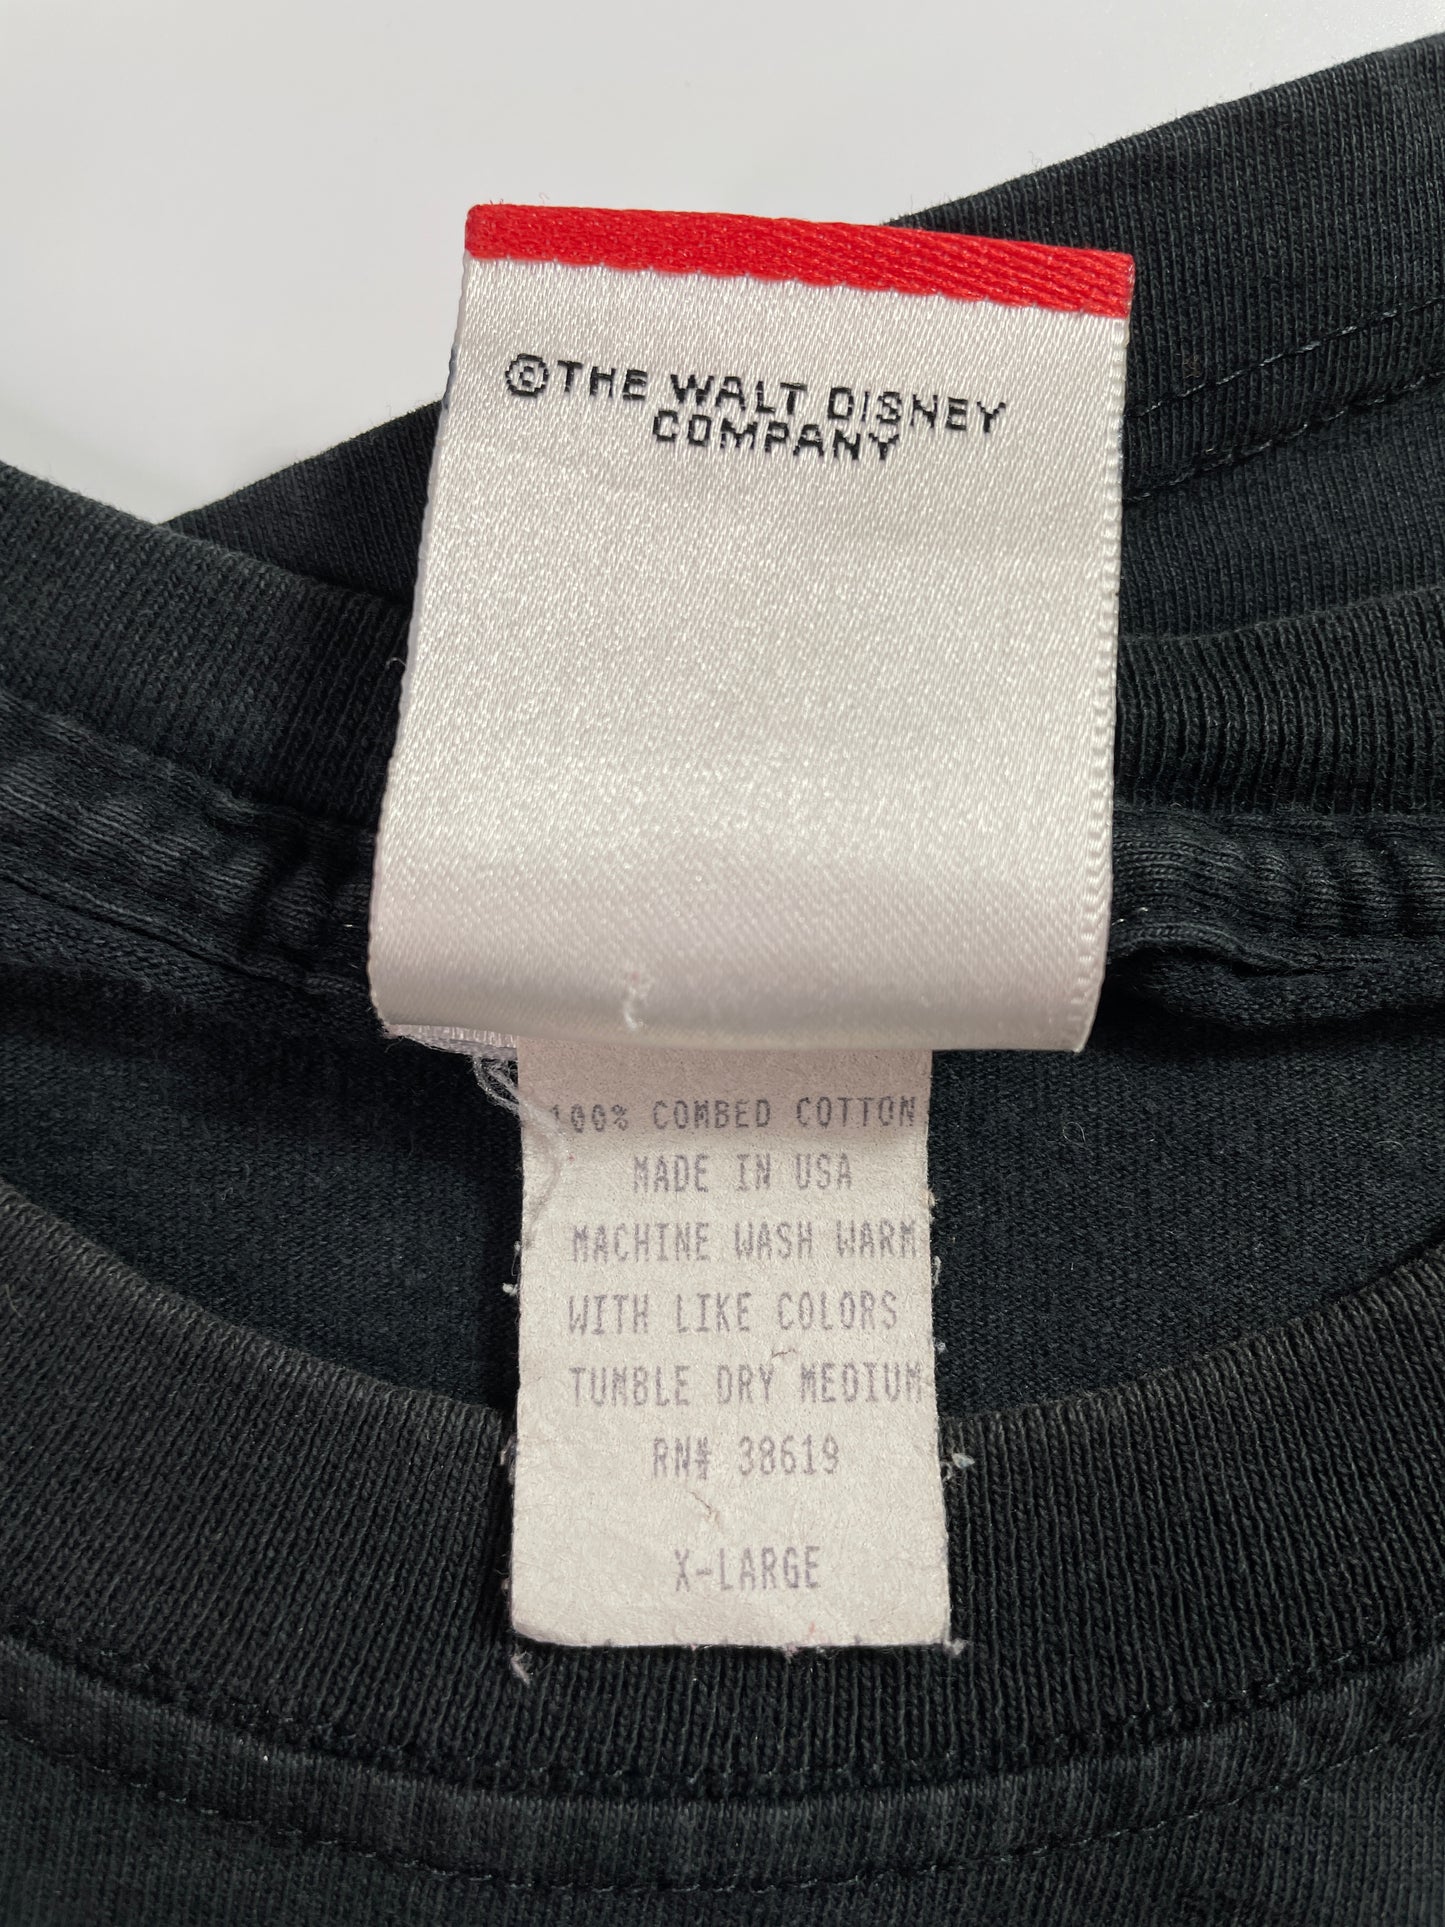 ©THE WALT DISNEY
COMPANY
100% COMBED COTTON
MADE IN USA
MACHINE WASH WARM
WITH LIKE COLORS
TUMBLE DRY MEDIUM
RN# 38619
X-LARGE